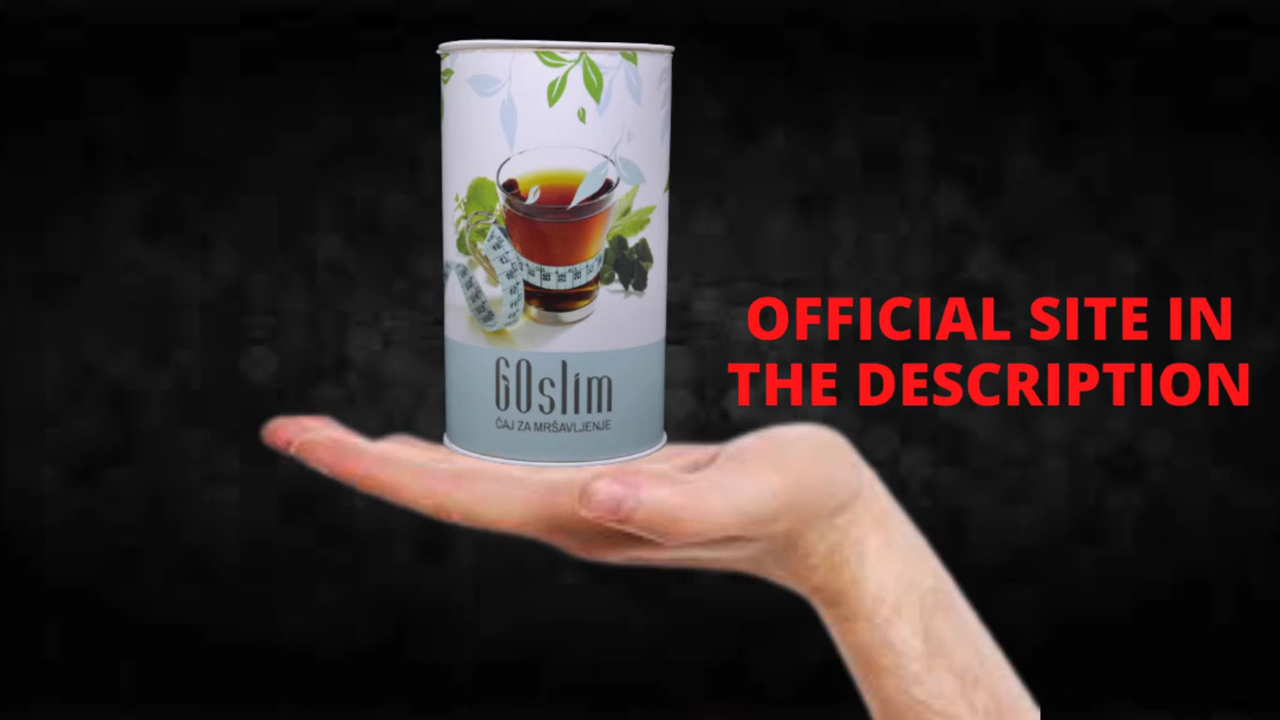 GOslim
ČAJ ZA MRŠAVLJENJE
OFFICIAL SITE IN
THE DESCRIPTION